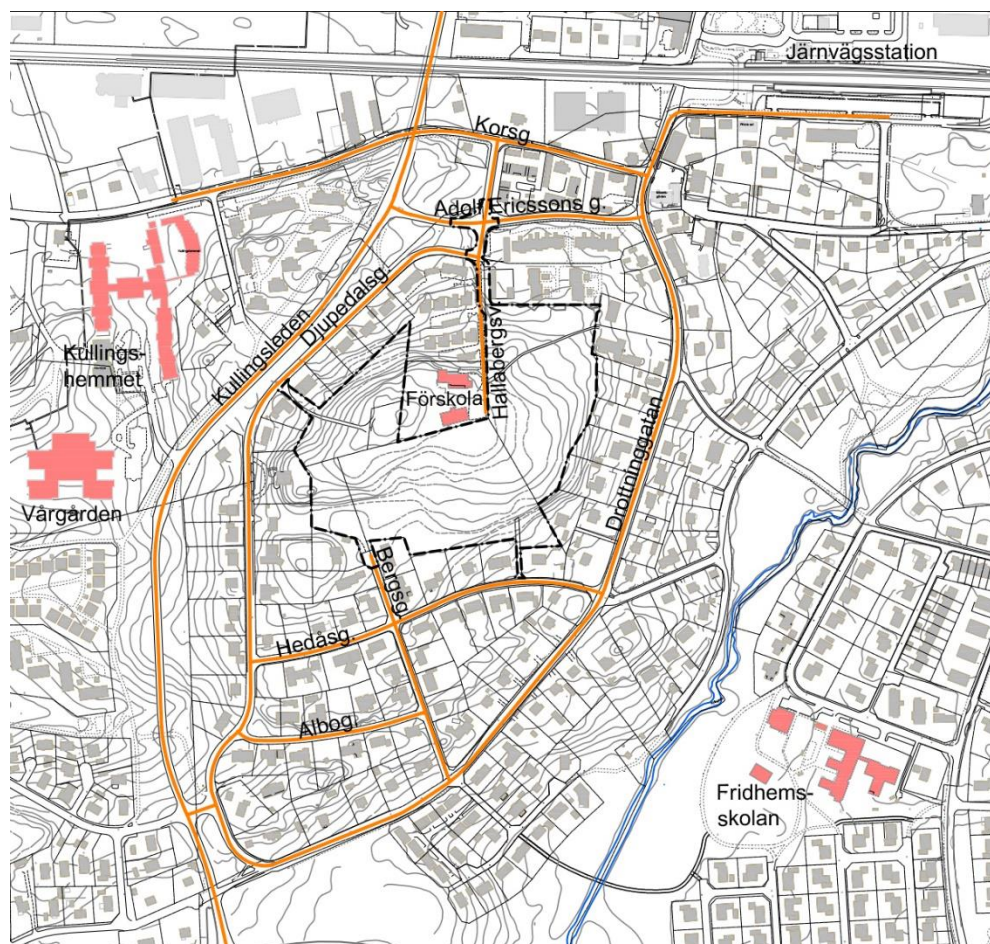 Järnvägsstation
Korsg.
Adolf Ericssons g.
Djupedalsg.
Kullingsleden
Hallabergsv.
Kullings-
hemmet
Förskola
Drottninggatan
Vårgården
Bergsg.
Hedåsg.
Albog.
Fridhems-
skolan